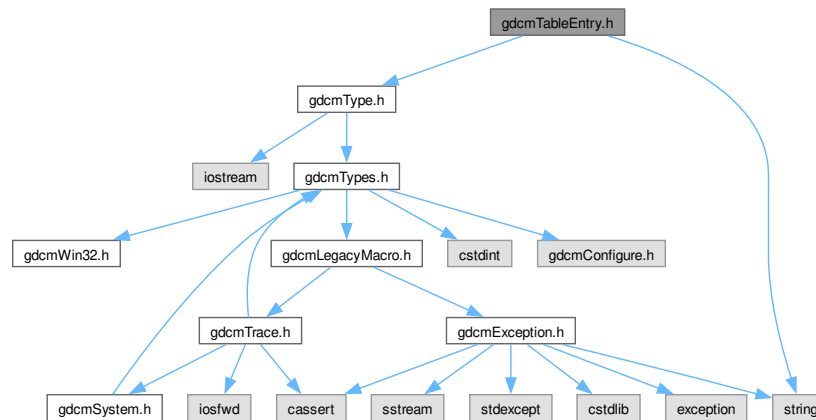 gdcmTableEntry.h
gdcmType.h
iostream
gdcmTypes.h
gdcmWin32.h
gdcmLegacyMacro.h
cstdint
gdcmConfigure.h
gdcmTrace.h
gdcmException.h
gdcmSystem.h
iosfwd
cassert
sstream
stdexcept
cstdlib
exception
string